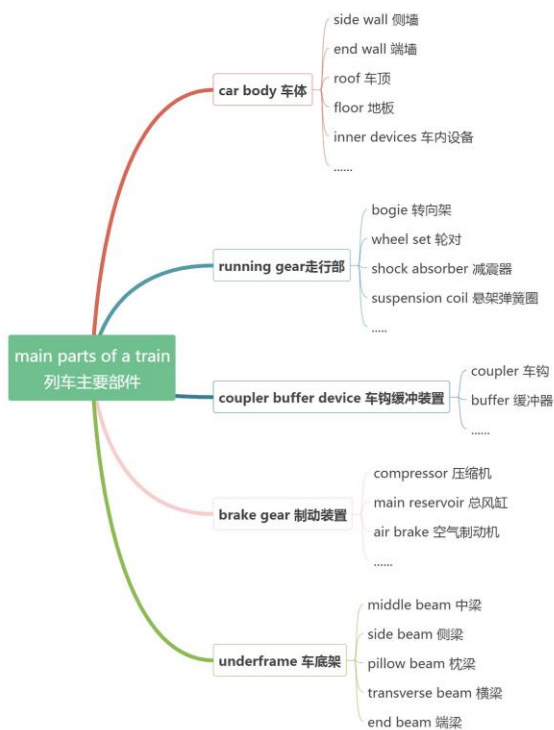 main parts of a train
列车主要部件
car body 车体
side wall 侧墙
end wall 端墙
roof 车顶
floor 地板
inner devices 车内设备
......
running gear走行部
bogie 转向架
wheel set 轮对
shock absorber 减震器
suspension coil 悬架弹簧圈
.....
coupler buffer device 车钩缓冲装置
coupler 车钩
buffer 缓冲器
......
brake gear 制动装置
compressor 压缩机
main reservoir 总风缸
air brake 空气制动机
......
underframe 车底架
middle beam 中梁
side beam 侧梁
pillow beam 枕梁
transverse beam 横梁
end beam 端梁